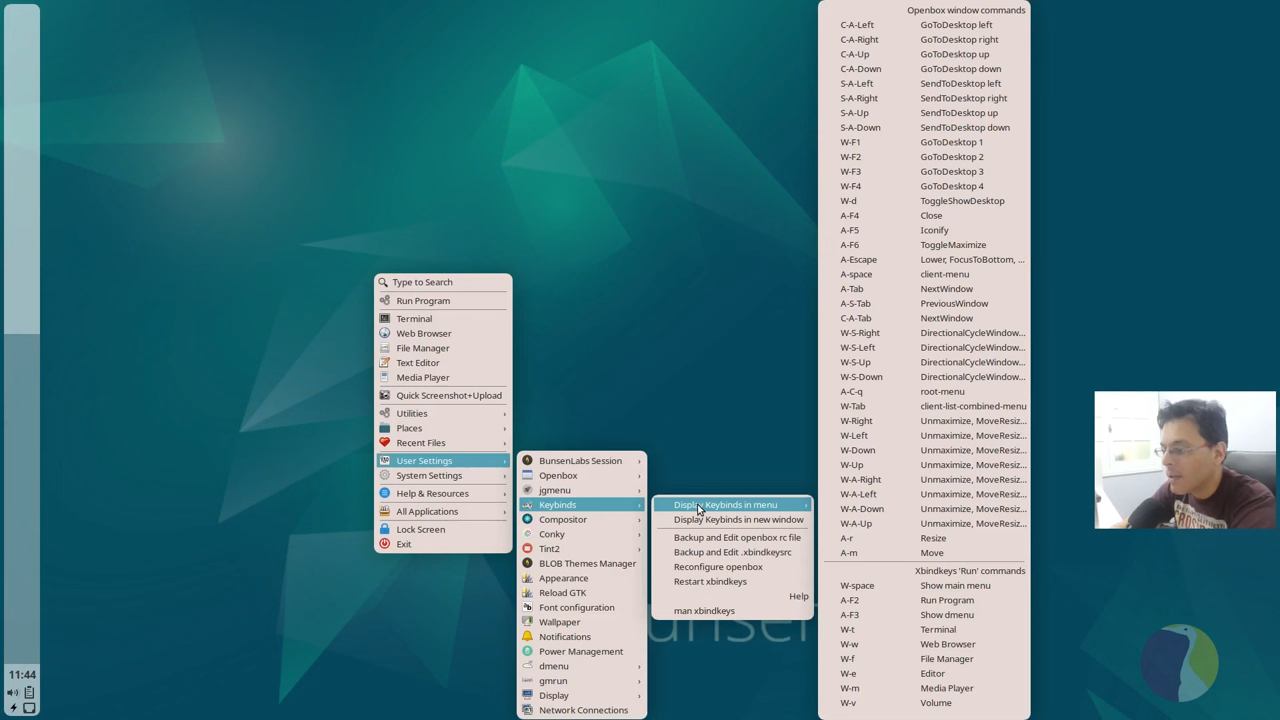 Type to Search
Run Program
Terminal
Web Browser
File Manager
Text Editor
Media Player
Quick Screenshot+Upload
Utilities
Places
Recent Files
User Settings
System Settings
Help & Resources
All Applications
Lock Screen
Exit
BunsenLabs Session
Openbox
jgmenu
Keybinds
Compositor
Conky
Tint2
BLOB Themes Manager
Appearance
Reload GTK
Font configuration
Wallpaper
Notifications
Power Management
dmenu
gmrun
Display
Network Connections
Display Keybinds in menu
Display Keybinds in new window
Backup and Edit openbox rc file
Backup and Edit .xbindkeysrc
Reconfigure openbox
Restart xbindkeys
Help
man xbindkeys
Openbox window commands
C-A-Left GoToDesktop left
C-A-Right GoToDesktop right
C-A-Up GoToDesktop up
C-A-Down GoToDesktop down
S-A-Left SendToDesktop left
S-A-Right SendToDesktop right
S-A-Up SendToDesktop up
S-A-Down SendToDesktop down
W-F1 GoToDesktop 1
W-F2 GoToDesktop 2
W-F3 GoToDesktop 3
W-F4 GoToDesktop 4
W-d ToggleShowDesktop
A-F4 Close
A-F5 Iconify
A-F6 ToggleMaximize
A-Escape Lower, FocusToBottom, ...
A-space client-menu
A-Tab NextWindow
A-S-Tab PreviousWindow
C-A-Tab NextWindow
W-S-Right DirectionalCycleWindow...
W-S-Left DirectionalCycleWindow...
W-S-Up DirectionalCycleWindow...
W-S-Down DirectionalCycleWindow...
A-C-q root-menu
W-Tab client-list-combined-menu
W-Right Unmaximize, MoveResiz...
W-Left Unmaximize, MoveResiz...
W-Down Unmaximize, MoveResiz...
W-Up Unmaximize, MoveResiz...
W-A-Right Unmaximize, MoveResiz...
W-A-Left Unmaximize, MoveResiz...
W-A-Down Unmaximize, MoveResiz...
W-A-Up Unmaximize, MoveResiz...
A-r Resize
A-m Move
Xbindkeys 'Run' commands
W-space Show main menu
A-F2 Run Program
A-F3 Show dmenu
W-t Terminal
W-w Web Browser
W-f File Manager
W-e Editor
W-m Media Player
W-v Volume
11:44